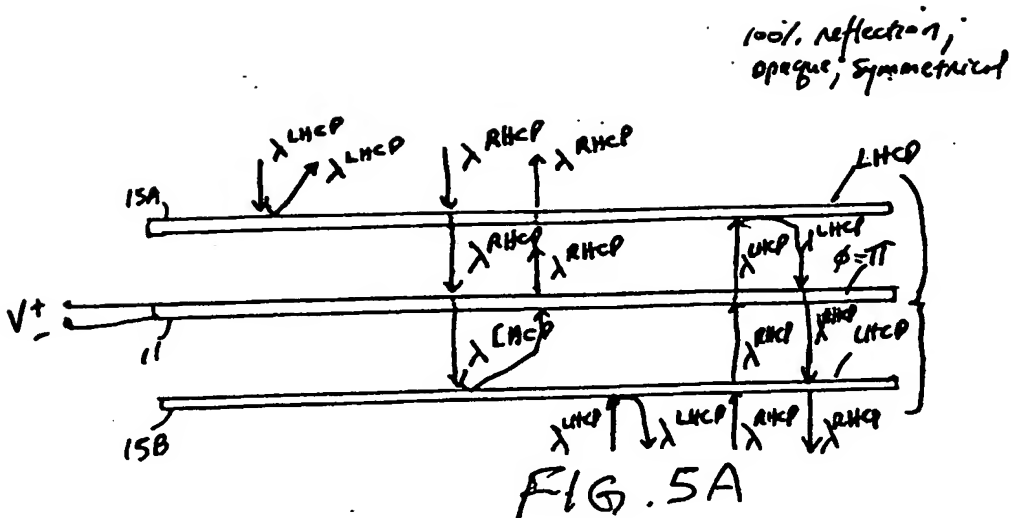 100% reflection,
opaque, symmetrical
λ^LHCP λ^LHCP λ^RHCP λ^RHCP LHCP
15A
λ^RHCP λ^RHCP λ^LHCP λ^LHCP φ=π
V + -
11
λ^LHCP λ^RHCP λ^RHCP LHCP
15B
λ^LHCP λ^LHCP λ^RHCP λ^RHCP
FIG. 5A